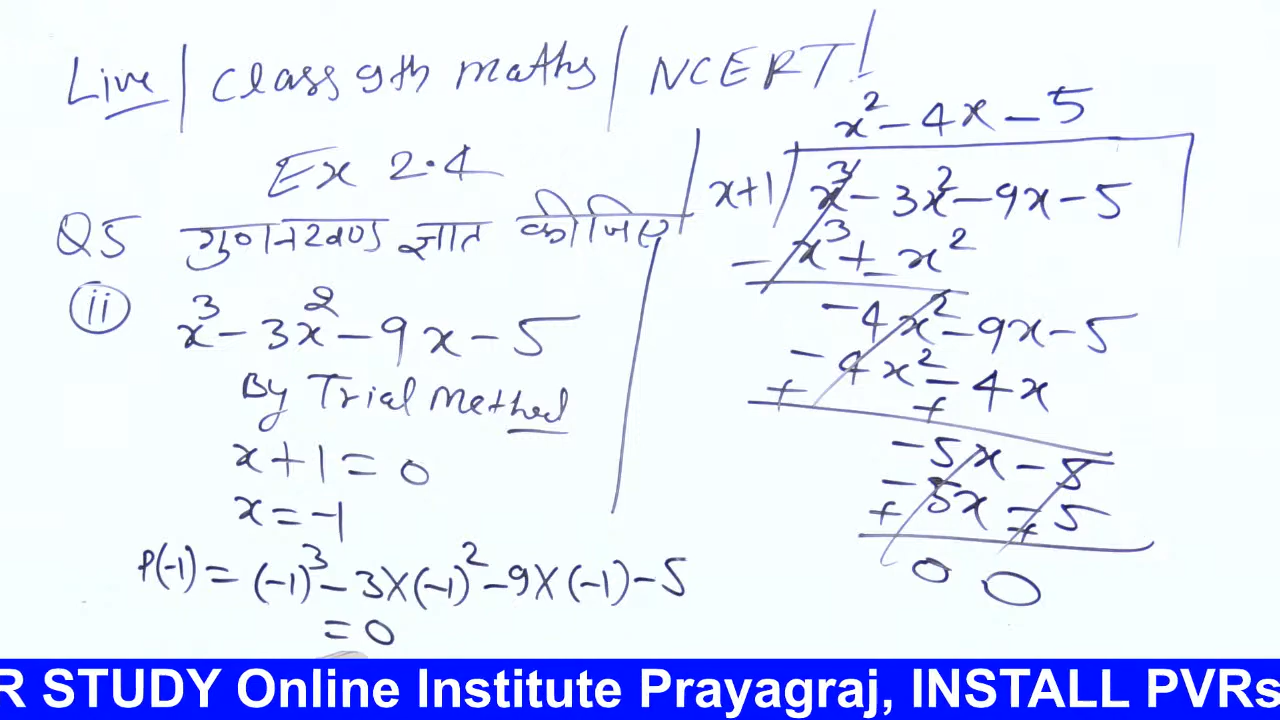 Live / Class 9th maths / NCERT!
Ex 2.4
Q5 गुणनखण्ड ज्ञात कीजिए
(ii) x³ - 3x² - 9x - 5
By Trial Method
x + 1 = 0
x = -1
P(-1) = (-1)³ - 3×(-1)² - 9×(-1) - 5
= 0
x² - 4x - 5
x+1 ) x³ - 3x² - 9x - 5
- x³ + x²
-
-4x² - 9x - 5
- 4x² - 4x
+ +
-5x - 5
- 5x - 5
+ +
0 0
R STUDY Online Institute Prayagraj, INSTALL PVRs